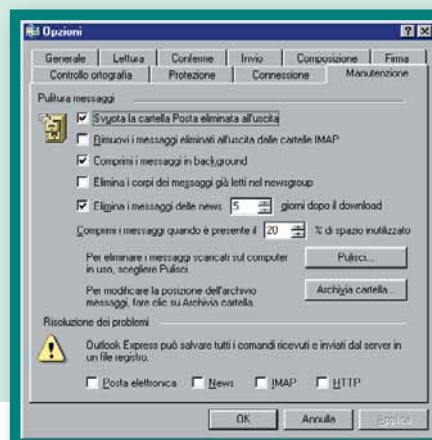 Opzioni
Generale Lettura Conferme Invio Composizione Firma
Controllo ortografia Protezione Connessione Manutenzione
Pulitura messaggi
Svuota la cartella Posta eliminata all'uscita
Rimuovi i messaggi eliminati all'uscita dalle cartelle IMAP
Comprimi i messaggi in background
Elimina i corpi dei messaggi già letti nel newsgroup
Elimina i messaggi delle news 5 giorni dopo il download
Comprimi i messaggi quando è presente il 20 % di spazio inutilizzato
Per eliminare i messaggi scaricati sul computer
in uso, scegliere Pulisci.
Pulisci...
Per modificare la posizione dell'archivio
messaggi, fare clic su Archivia cartella.
Archivia cartella...
Risoluzione dei problemi
Outlook Express può salvare tutti i comandi ricevuti e inviati dal server in
un file registro.
Posta elettronica News IMAP HTTP
OK Annulla Applica